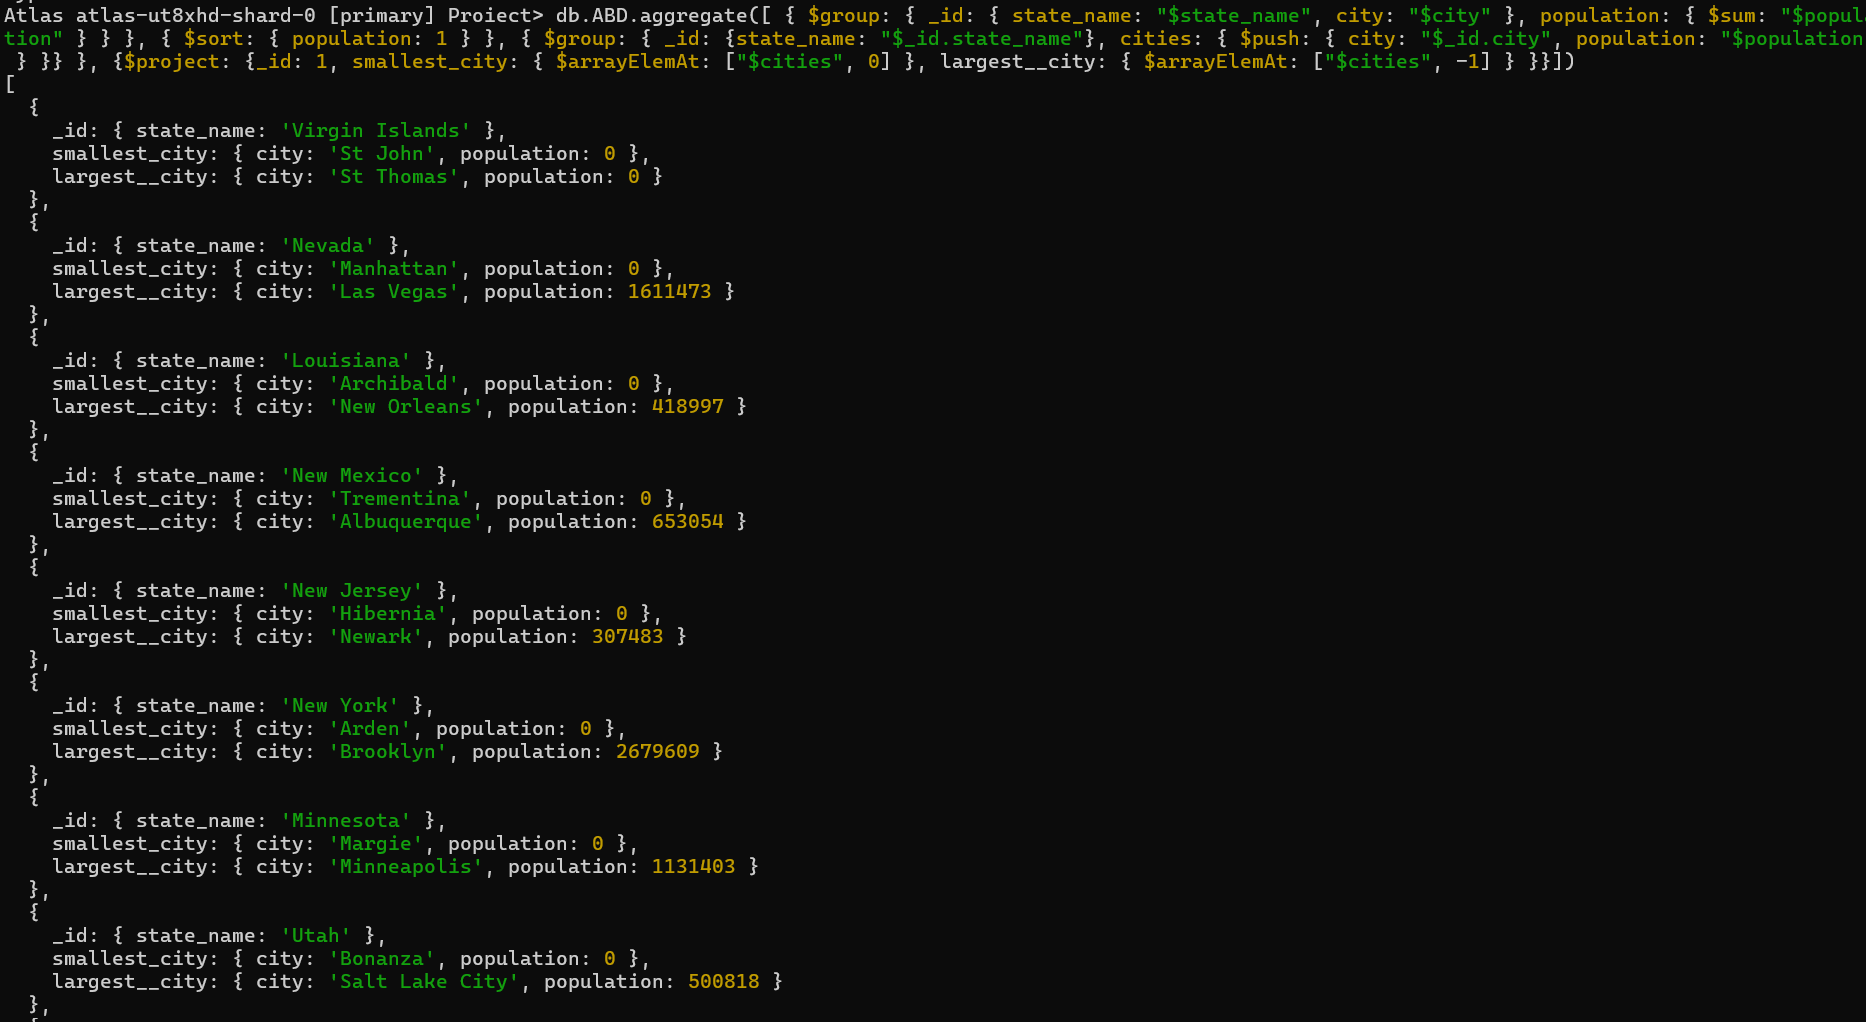 Atlas atlas-ut8xhd-shard-0 [primary] Project> db.ABD.aggregate([ { $group: { _id: { state_name: "$state_name", city: "$city" }, population: { $sum: "$popul
tion" } } }, { $sort: { population: 1 } }, { $group: { _id: {state_name: "$_id.state_name"}, cities: { $push: { city: "$_id.city", population: "$population
 } }} }, {$project: {_id: 1, smallest_city: { $arrayElemAt: ["$cities", 0] }, largest__city: { $arrayElemAt: ["$cities", -1] } }}])
[
  {
    _id: { state_name: 'Virgin Islands' },
    smallest_city: { city: 'St John', population: 0 },
    largest__city: { city: 'St Thomas', population: 0 }
  },
  {
    _id: { state_name: 'Nevada' },
    smallest_city: { city: 'Manhattan', population: 0 },
    largest__city: { city: 'Las Vegas', population: 1611473 }
  },
  {
    _id: { state_name: 'Louisiana' },
    smallest_city: { city: 'Archibald', population: 0 },
    largest__city: { city: 'New Orleans', population: 418997 }
  },
  {
    _id: { state_name: 'New Mexico' },
    smallest_city: { city: 'Trementina', population: 0 },
    largest__city: { city: 'Albuquerque', population: 653054 }
  },
  {
    _id: { state_name: 'New Jersey' },
    smallest_city: { city: 'Hibernia', population: 0 },
    largest__city: { city: 'Newark', population: 307483 }
  },
  {
    _id: { state_name: 'New York' },
    smallest_city: { city: 'Arden', population: 0 },
    largest__city: { city: 'Brooklyn', population: 2679609 }
  },
  {
    _id: { state_name: 'Minnesota' },
    smallest_city: { city: 'Margie', population: 0 },
    largest__city: { city: 'Minneapolis', population: 1131403 }
  },
  {
    _id: { state_name: 'Utah' },
    smallest_city: { city: 'Bonanza', population: 0 },
    largest__city: { city: 'Salt Lake City', population: 500818 }
  },